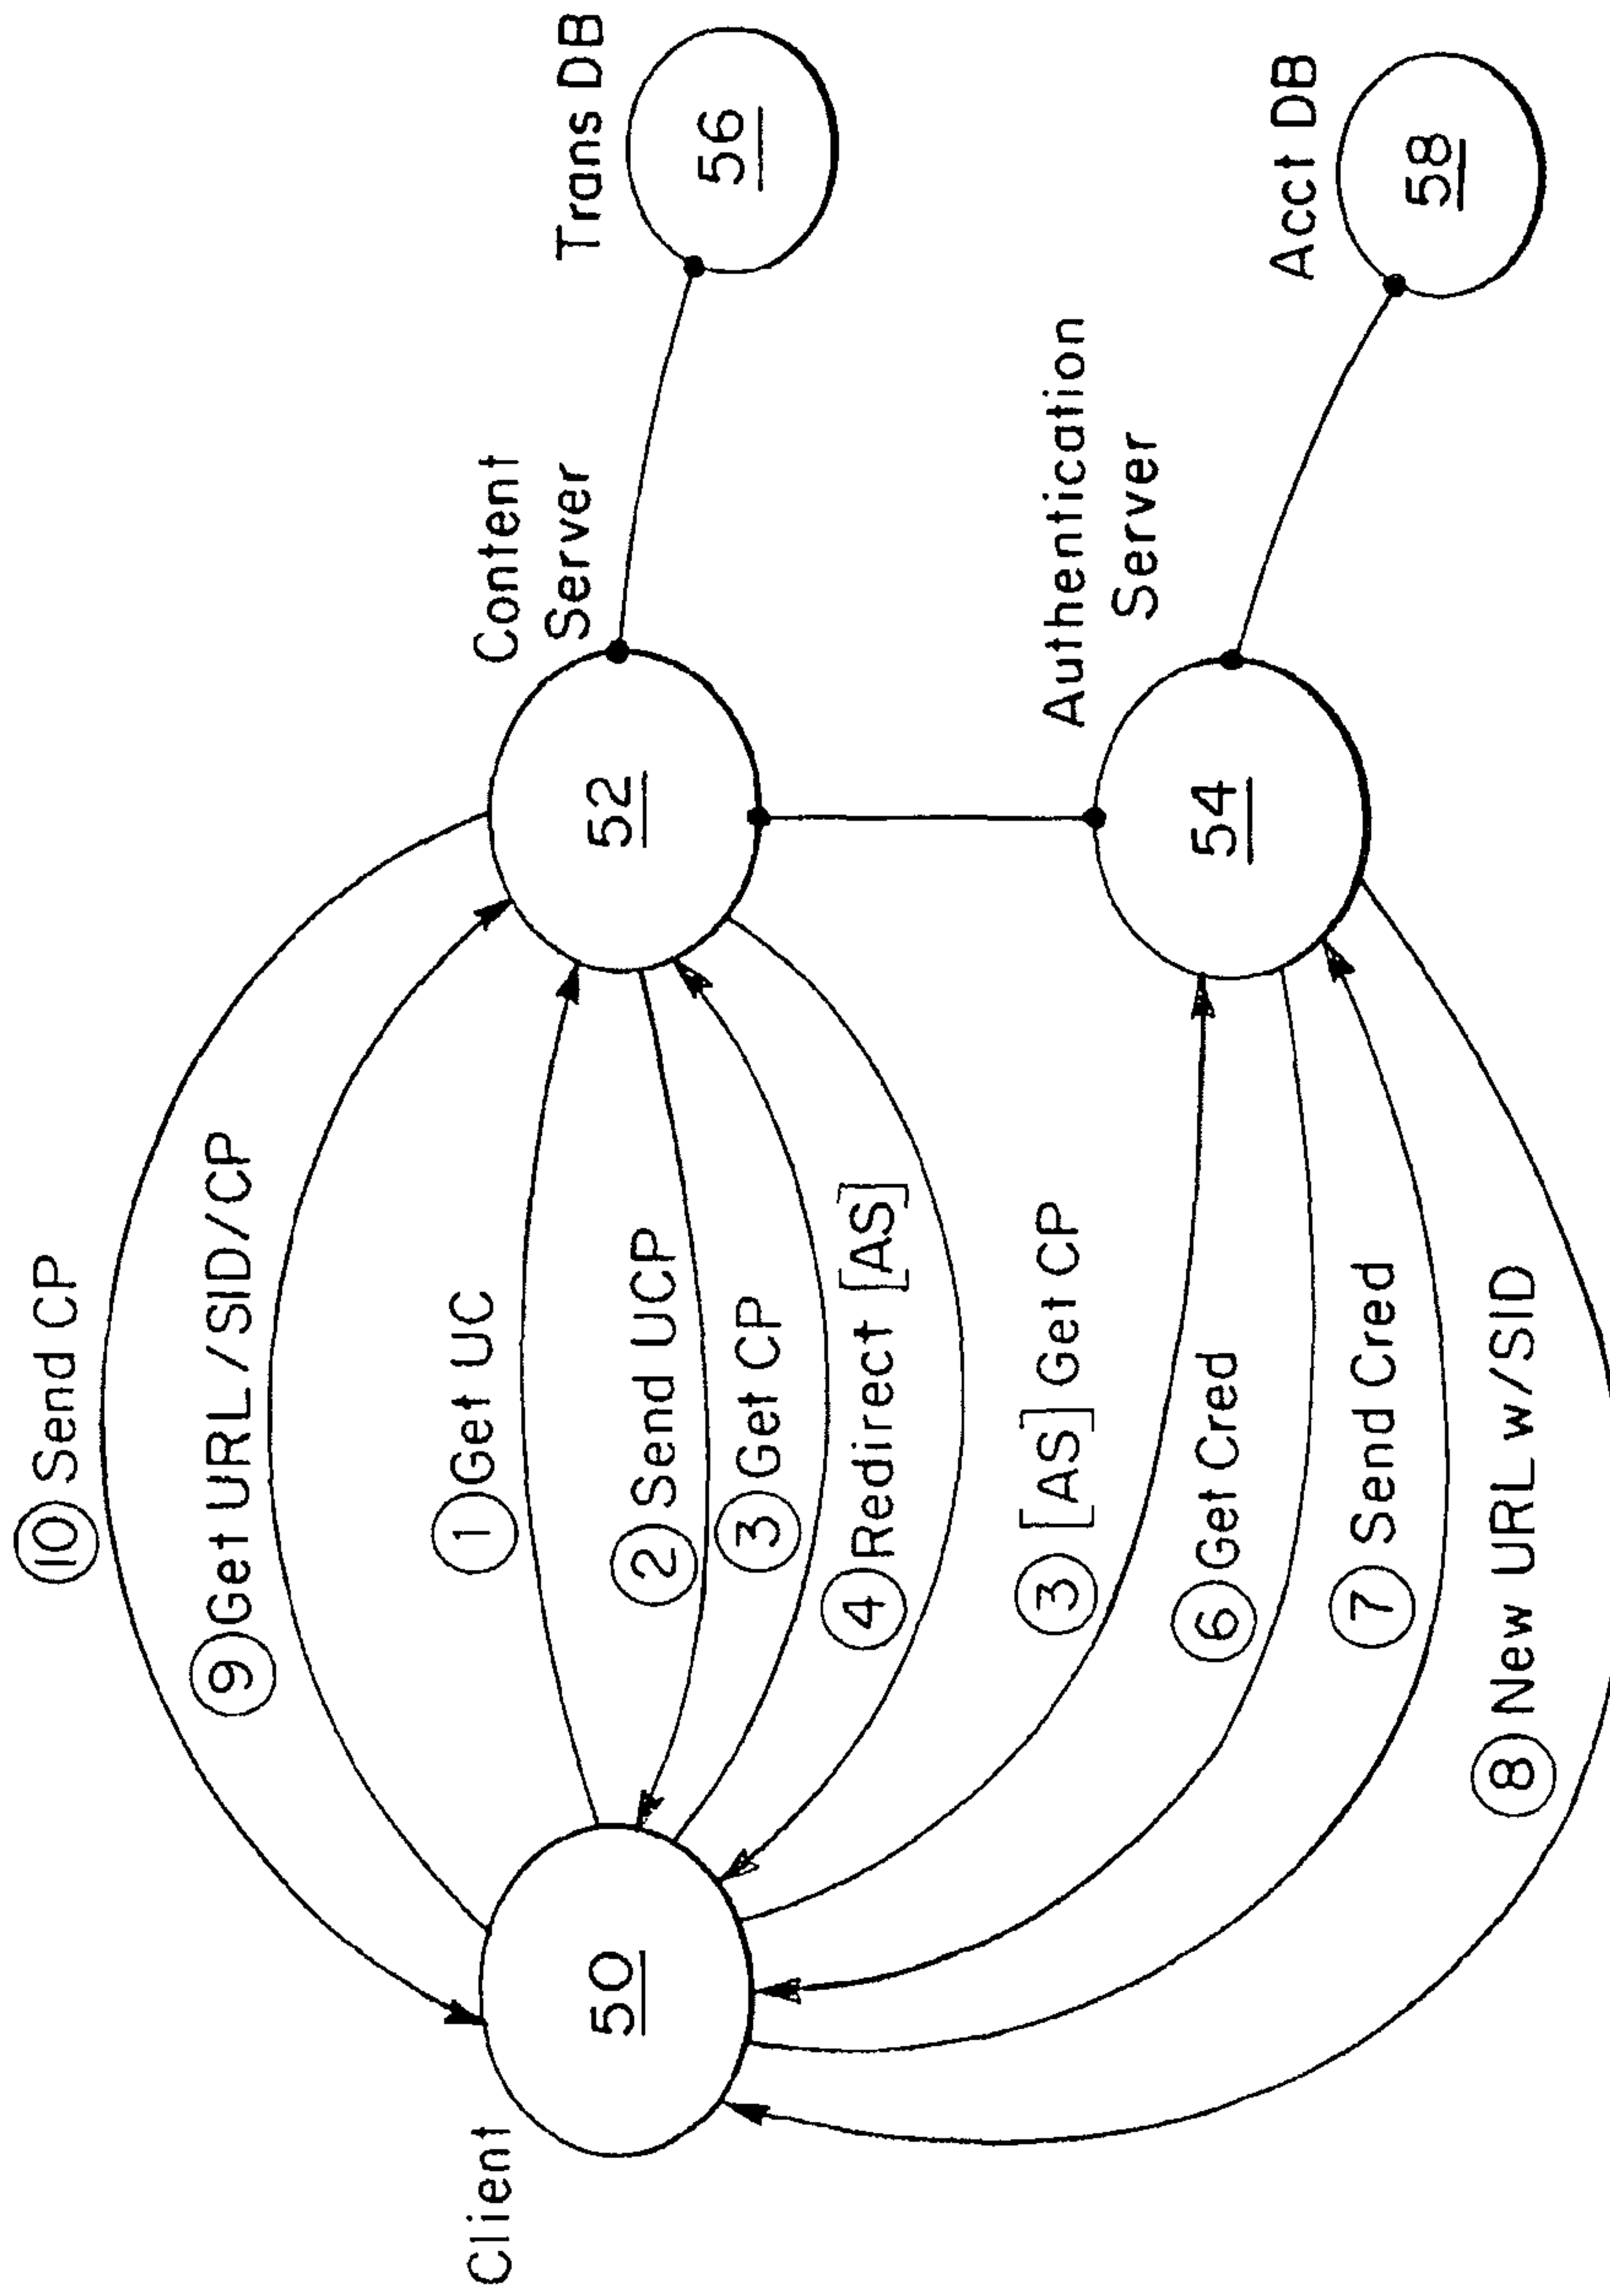 ⑩ Send CP
⑨ Get URL/SID/CP
① Get UC
② Send UCP
③ Get CP
④ Redirect [AS]
③ [AS] Get CP
⑥ Get Cred
⑦ Send Cred
⑧ New URL w/SID
Client
50
Content
Server
52
Authentication
Server
54
Trans DB
56
Acct DB
58